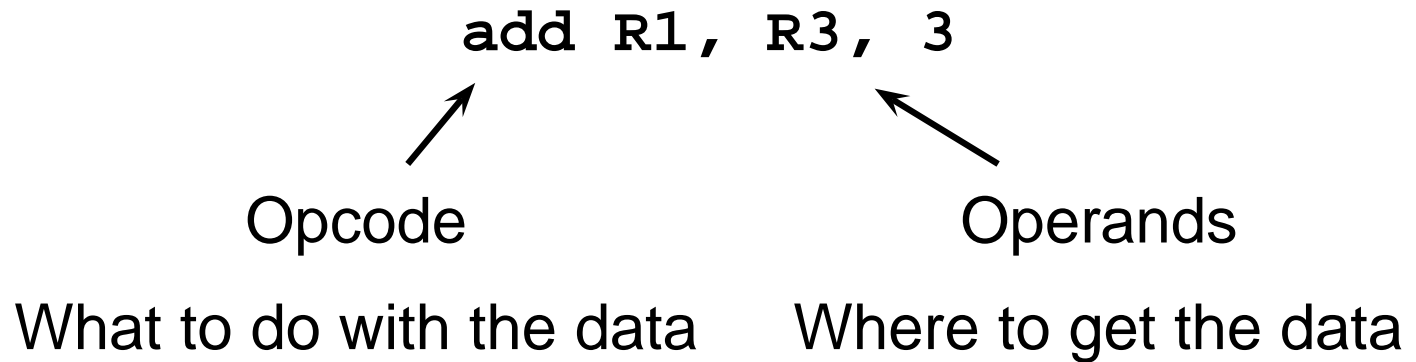 add R1, R3, 3
Opcode Operands
What to do with the data Where to get the data